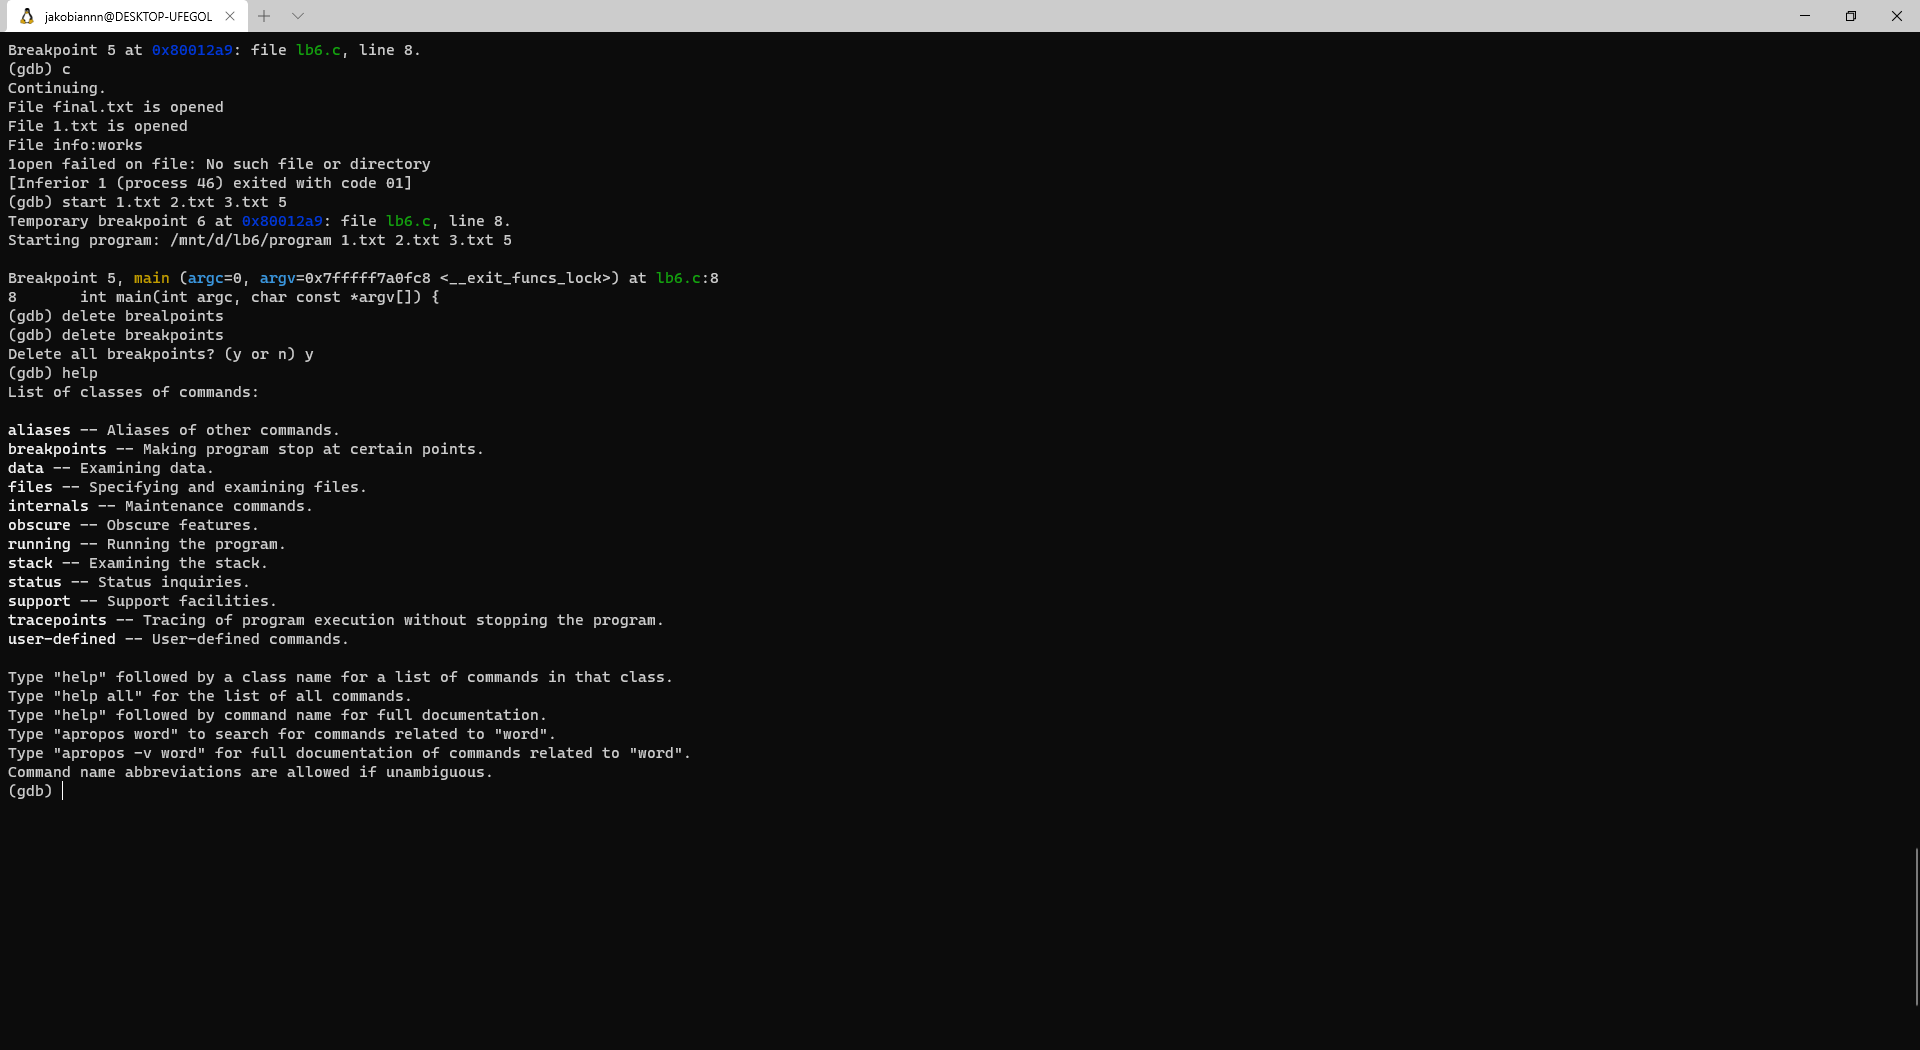 jakobiannn@DESKTOP-UFEGOL
Breakpoint 5 at 0x80012a9: file lb6.c, line 8.
(gdb) c
Continuing.
File final.txt is opened
File 1.txt is opened
File info:works
1open failed on file: No such file or directory
[Inferior 1 (process 46) exited with code 01]
(gdb) start 1.txt 2.txt 3.txt 5
Temporary breakpoint 6 at 0x80012a9: file lb6.c, line 8.
Starting program: /mnt/d/lb6/program 1.txt 2.txt 3.txt 5
Breakpoint 5, main (argc=0, argv=0x7fffff7a0fc8 <__exit_funcs_lock>) at lb6.c:8
8       int main(int argc, char const *argv[]) {
(gdb) delete brealpoints
(gdb) delete breakpoints
Delete all breakpoints? (y or n) y
(gdb) help
List of classes of commands:
aliases -- Aliases of other commands.
breakpoints -- Making program stop at certain points.
data -- Examining data.
files -- Specifying and examining files.
internals -- Maintenance commands.
obscure -- Obscure features.
running -- Running the program.
stack -- Examining the stack.
status -- Status inquiries.
support -- Support facilities.
tracepoints -- Tracing of program execution without stopping the program.
user-defined -- User-defined commands.
Type "help" followed by a class name for a list of commands in that class.
Type "help all" for the list of all commands.
Type "help" followed by command name for full documentation.
Type "apropos word" to search for commands related to "word".
Type "apropos -v word" for full documentation of commands related to "word".
Command name abbreviations are allowed if unambiguous.
(gdb)